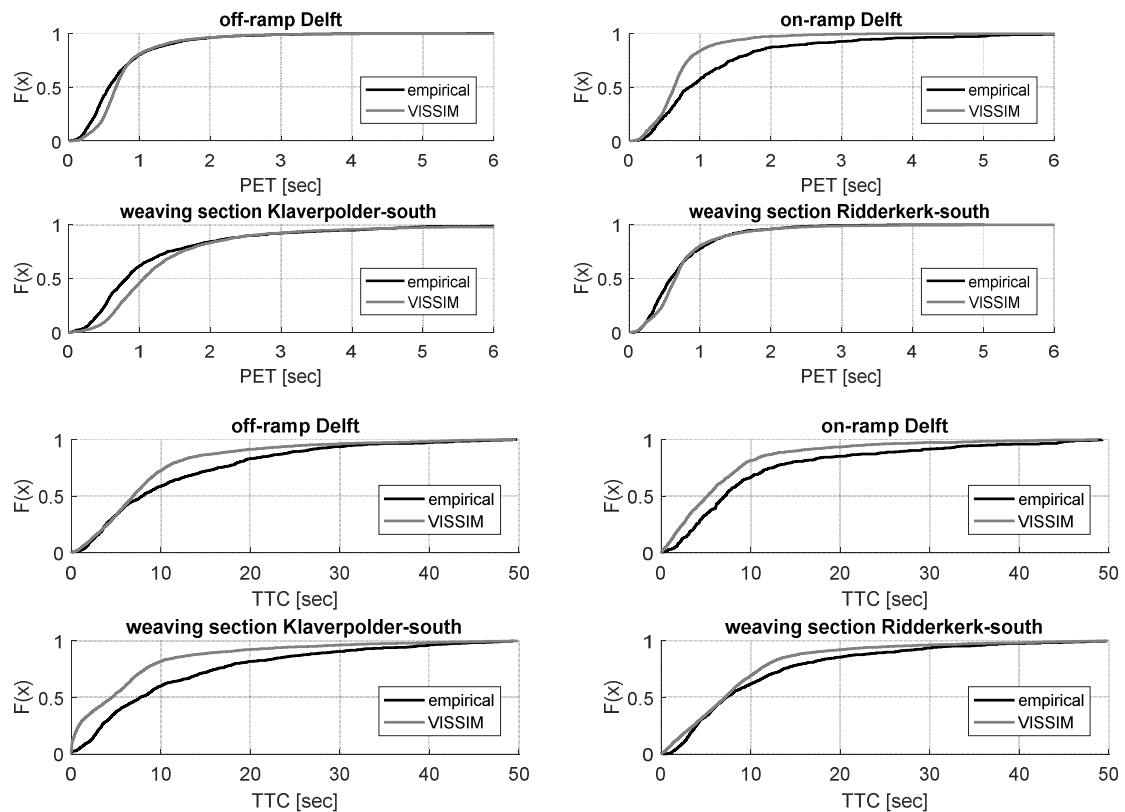 off-ramp Delft
1
0.5
0
F(x)
empirical
VISSIM
0 1 2 3 4 5 6
PET [sec]
on-ramp Delft
1
0.5
0
F(x)
empirical
VISSIM
0 1 2 3 4 5 6
PET [sec]
weaving section Klaverpolder-south
1
0.5
0
F(x)
empirical
VISSIM
0 1 2 3 4 5 6
PET [sec]
weaving section Ridderkerk-south
1
0.5
0
F(x)
empirical
VISSIM
0 1 2 3 4 5 6
PET [sec]
off-ramp Delft
1
0.5
0
F(x)
empirical
VISSIM
0 10 20 30 40 50
TTC [sec]
on-ramp Delft
1
0.5
0
F(x)
empirical
VISSIM
0 10 20 30 40 50
TTC [sec]
weaving section Klaverpolder-south
1
0.5
0
F(x)
empirical
VISSIM
0 10 20 30 40 50
TTC [sec]
weaving section Ridderkerk-south
1
0.5
0
F(x)
empirical
VISSIM
0 10 20 30 40 50
TTC [sec]